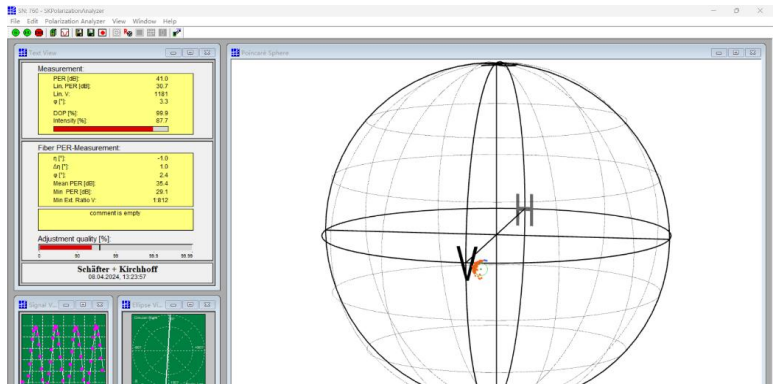 SN: 760 - SKPolarizationAnalyzer
File Edit Polarization Analyzer View Window Help
Text View
Measurement:
PER [dB]: 41.0
Lin. PER [dB]: 30.7
Lin. V: 1181
φ [°]: 3.3
DOP [%]: 99.9
Intensity [%]: 87.7
Fiber PER-Measurement:
η [°]: -1.0
Δη [°]: 1.0
φ [°]: 2.4
Mean PER [dB]: 35.4
Min PER [dB]: 29.1
Min Ext. Ratio V: 1:812
comment is empty
Adjustment quality [%]:
0 90 99 99.9 99.99
Schäfter + Kirchhoff
08.04.2024, 13:23:57
Signal V...
Ellipse Vi...
Poincaré Sphere
H
V